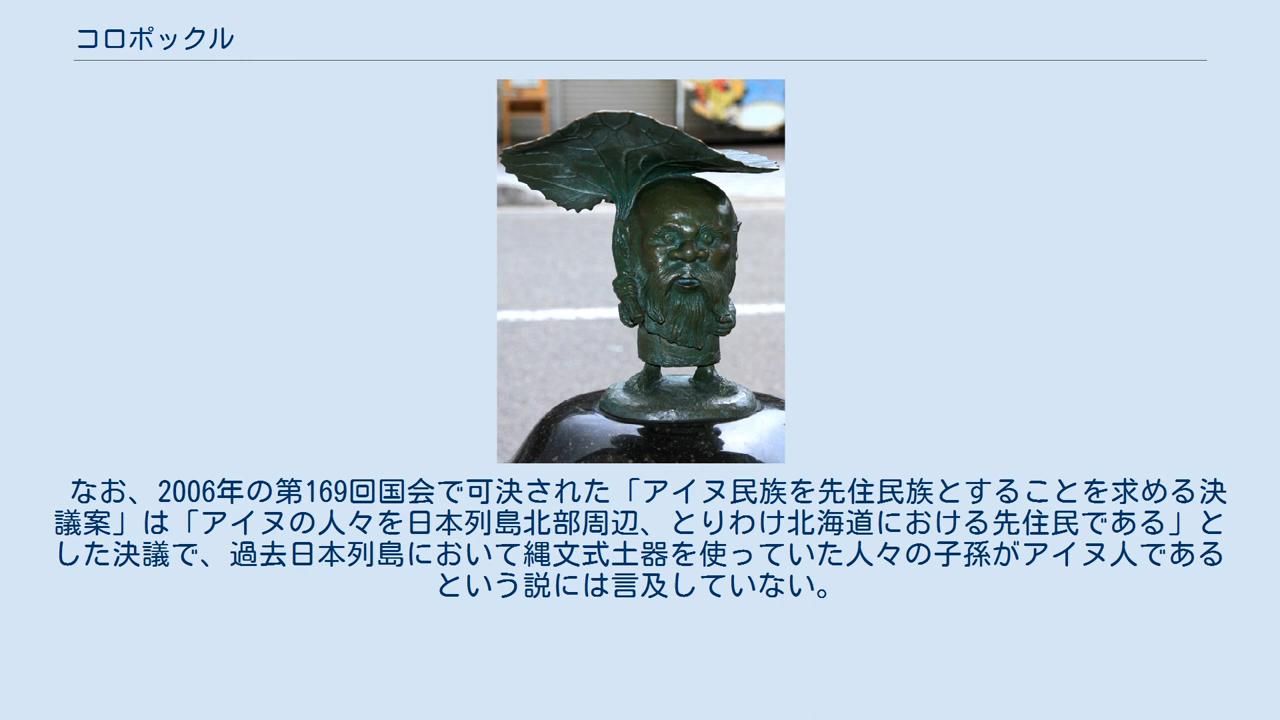 コロポックル
なお、2006年の第169回国会で可決された「アイヌ民族を先住民族とすることを求める決
議案」は「アイヌの人々を日本列島北部周辺、とりわけ北海道における先住民である」と
した決議で、過去日本列島において縄文式土器を使っていた人々の子孫がアイヌ人である
という説には言及していない。